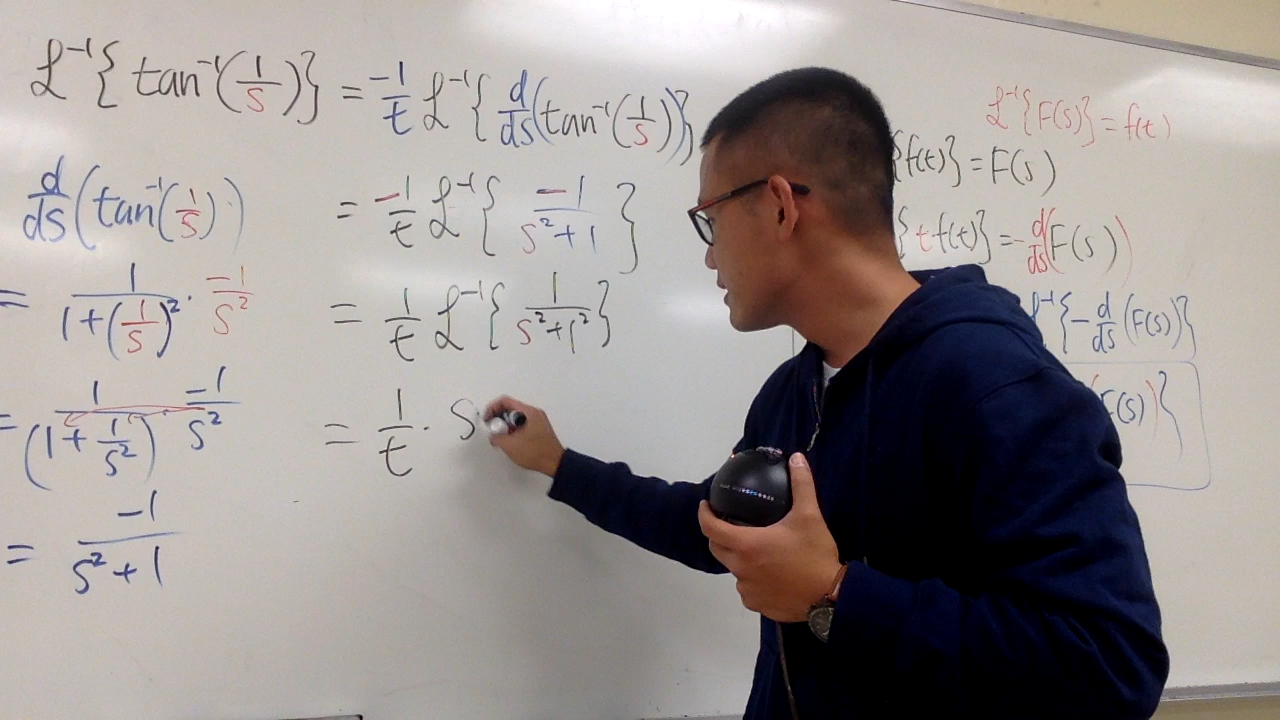 ℒ⁻¹{tan⁻¹(1/s)} = -1/t ℒ⁻¹{d/ds(tan⁻¹(1/s))}
= -1/t ℒ⁻¹{-1/(s²+1)}
= 1/t ℒ⁻¹{1/(s²+1²)}
= 1/t · s
d/ds(tan⁻¹(1/s))
= 1/(1+(1/s)²) · -1/s²
= 1/(1+1/s²) -1/s²
= -1/(s²+1)
ℒ⁻¹{F(s)} = f(t)
{f(t)} = F(s)
{t f(t)} = -d/ds(F(s))
⁻¹{-d/ds(F(s))}
F(s))}